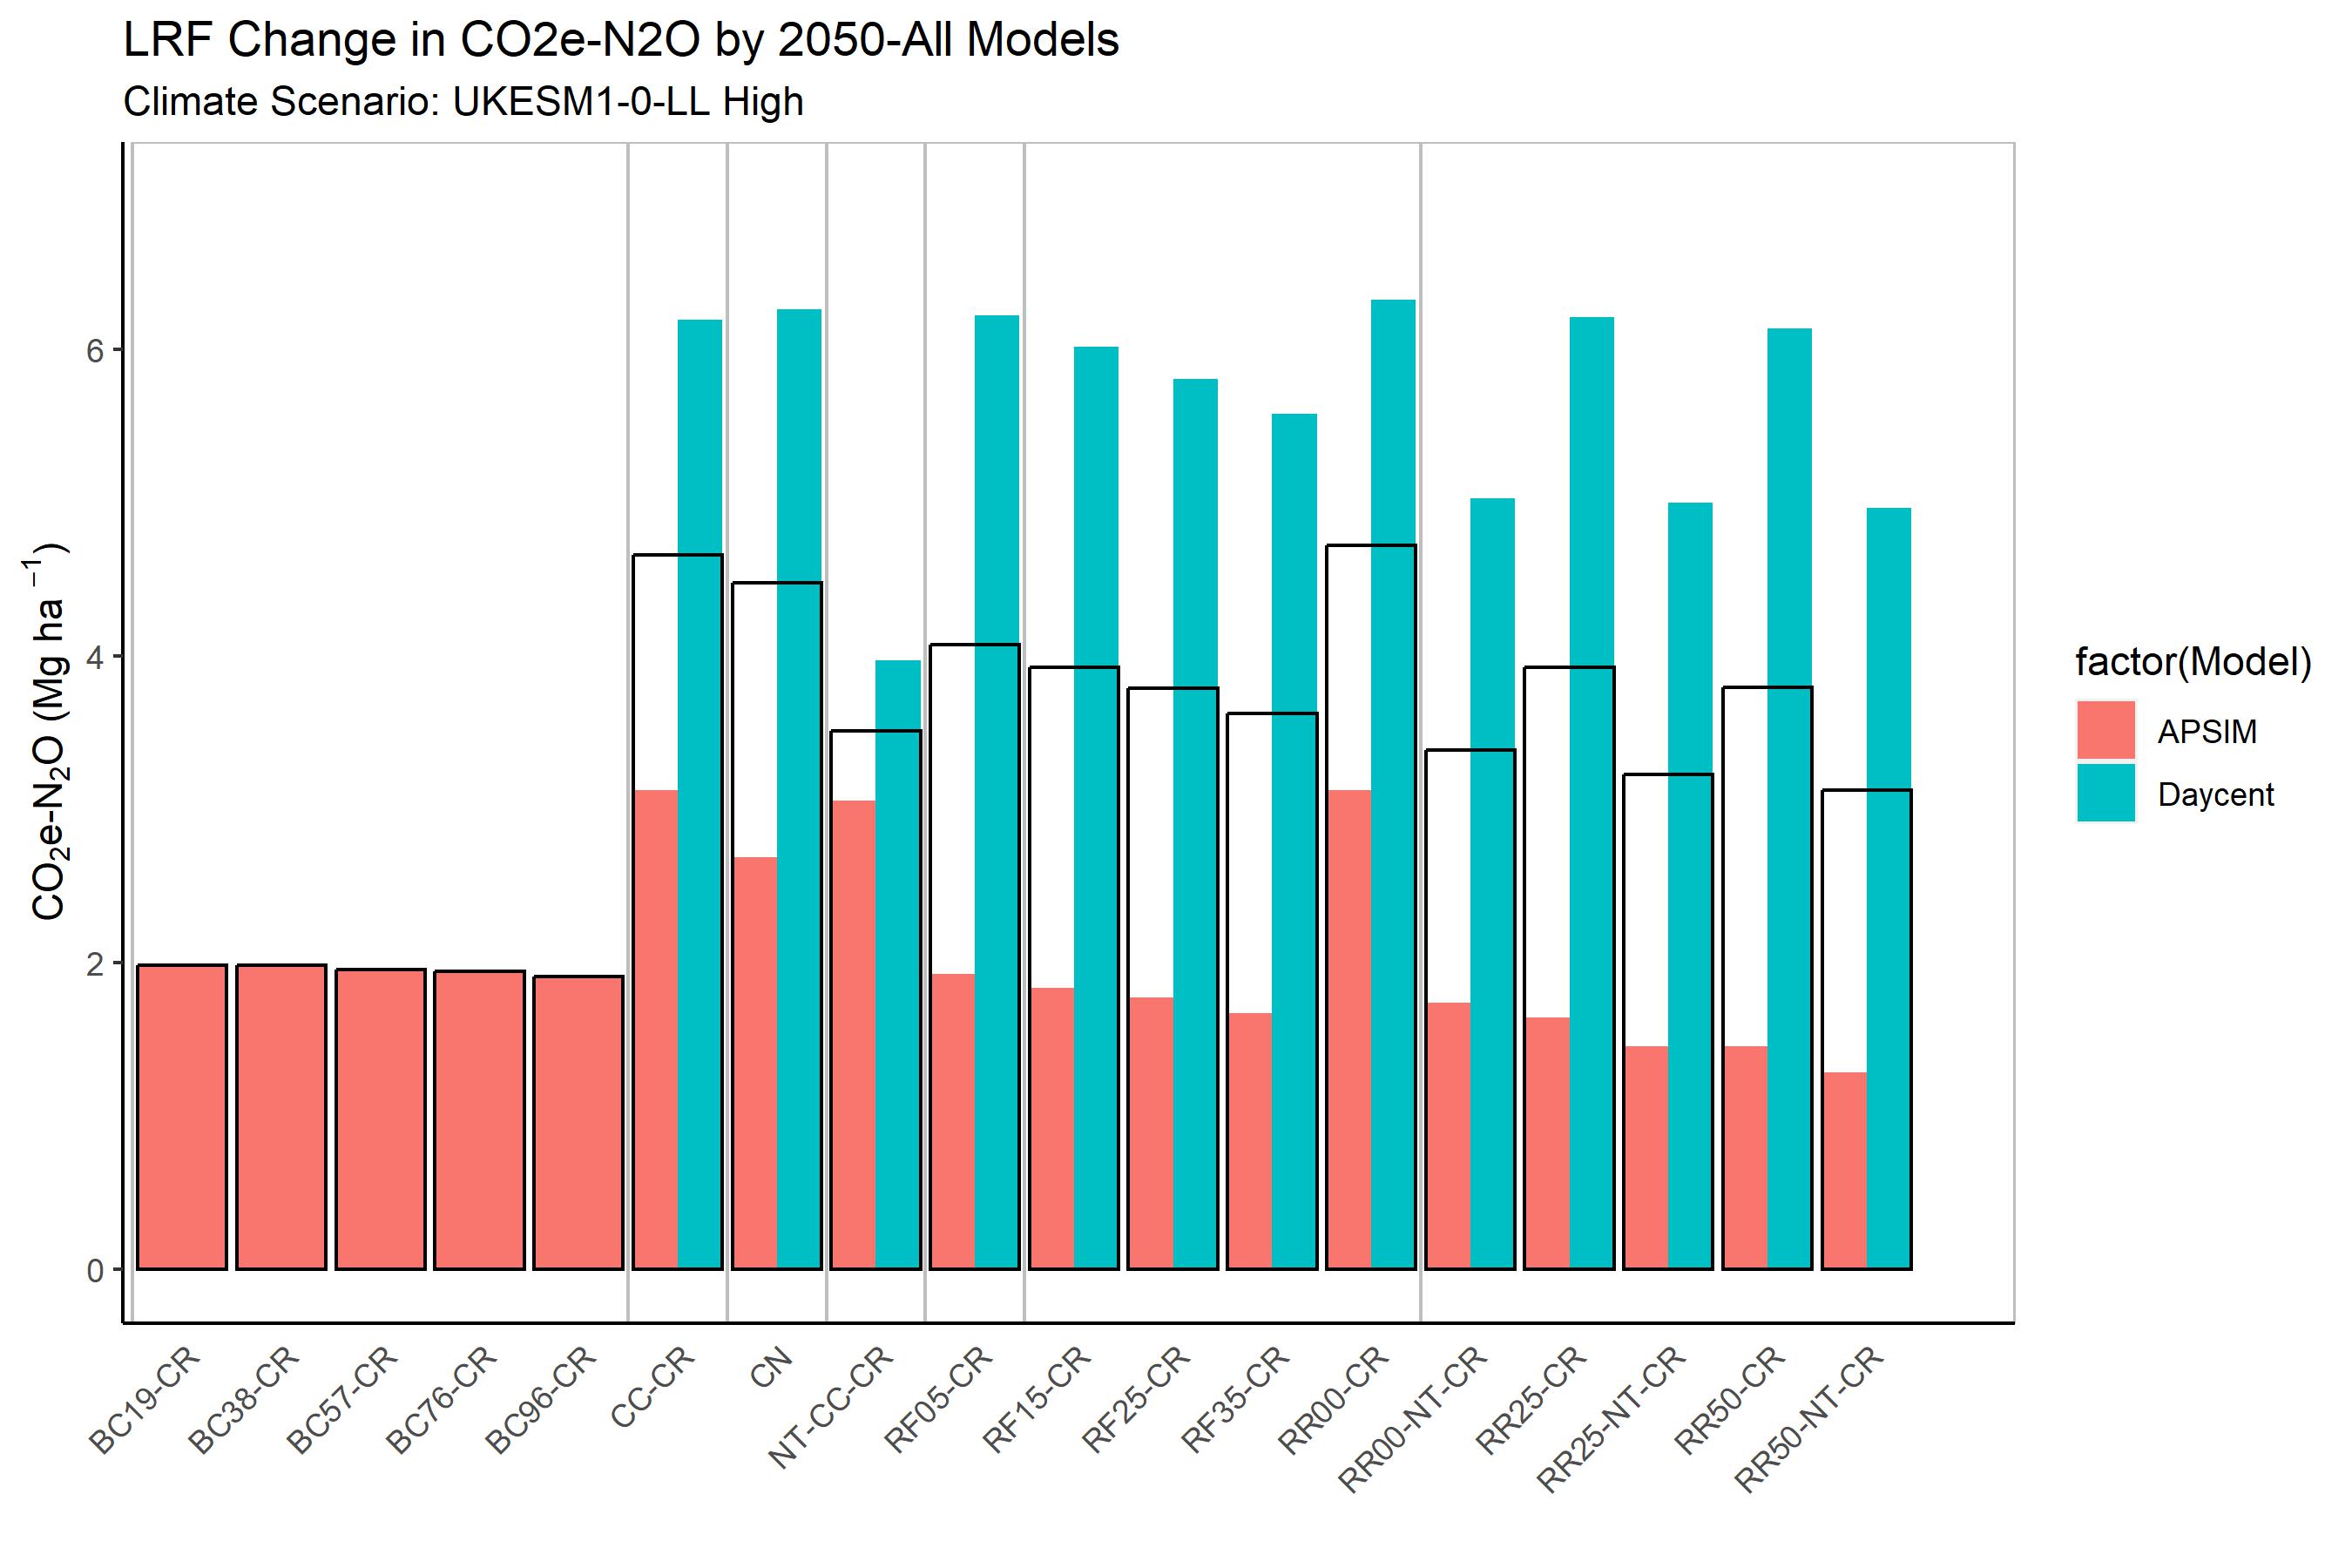 LRF Change in CO2e-N2O by 2050-All Models
Climate Scenario: UKESM1-0-LL High
CO₂e-N₂O (Mg ha ⁻¹)
6
4
2
0
BC19-CR
BC38-CR
BC57-CR
BC76-CR
BC96-CR
CC-CR
CN
NT-CC-CR
RF05-CR
RF15-CR
RF25-CR
RF35-CR
RR00-CR
RR00-NT-CR
RR25-CR
RR25-NT-CR
RR50-CR
RR50-NT-CR
factor(Model)
APSIM
Daycent